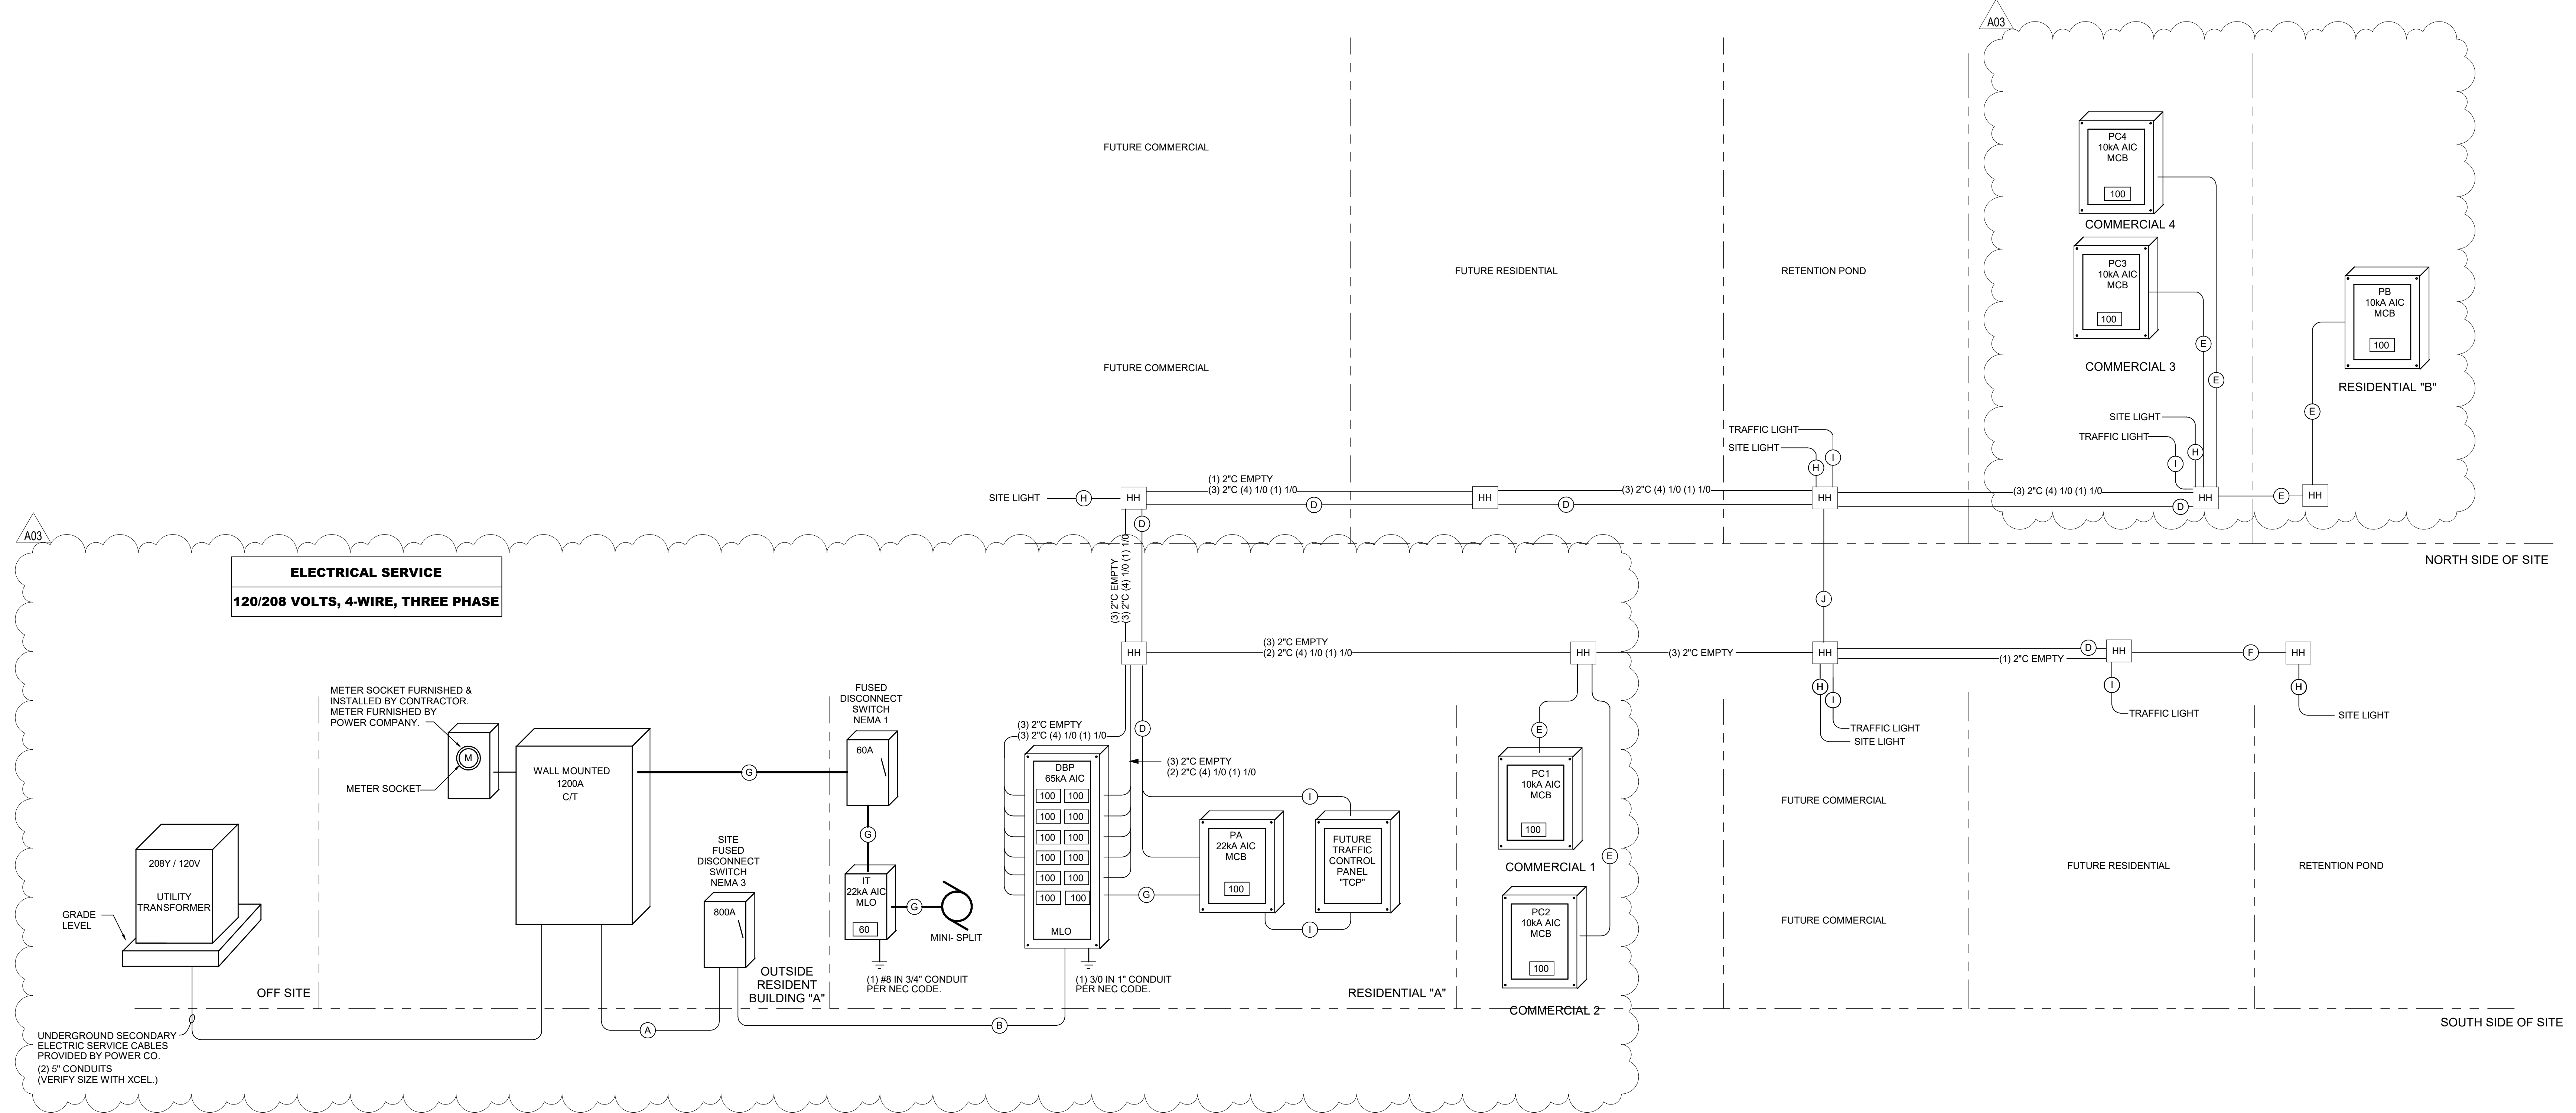 A03
FUTURE COMMERCIAL
FUTURE COMMERCIAL
FUTURE RESIDENTIAL
RETENTION POND
PC4
10kA AIC
MCB
100
COMMERCIAL 4
PC3
10kA AIC
MCB
100
COMMERCIAL 3
PB
10kA AIC
MCB
100
RESIDENTIAL "B"
E
E
E
SITE LIGHT
TRAFFIC LIGHT
H
I
TRAFFIC LIGHT
SITE LIGHT
H
I
SITE LIGHT
H
HH
(1) 2"C EMPTY
(3) 2"C (4) 1/0 (1) 1/0
D
HH
(3) 2"C (4) 1/0 (1) 1/0
D
HH
(3) 2"C (4) 1/0 (1) 1/0
D
HH
E
HH
D
(3) 2"C EMPTY
(3) 2"C (4) 1/0 (1) 1/0
NORTH SIDE OF SITE
A03
ELECTRICAL SERVICE
120/208 VOLTS, 4-WIRE, THREE PHASE
J
HH
(3) 2"C EMPTY
(2) 2"C (4) 1/0 (1) 1/0
HH
(3) 2"C EMPTY
HH
D
(1) 2"C EMPTY
HH
F
HH
H
I
TRAFFIC LIGHT
SITE LIGHT
I
TRAFFIC LIGHT
H
SITE LIGHT
METER SOCKET FURNISHED &
INSTALLED BY CONTRACTOR.
METER FURNISHED BY
POWER COMPANY.
M
METER SOCKET
WALL MOUNTED
1200A
C/T
G
FUSED
DISCONNECT
SWITCH
NEMA 1
60A
G
IT
22kA AIC
MLO
60
G
MINI- SPLIT
(1) #8 IN 3/4" CONDUIT
PER NEC CODE.
SITE
FUSED
DISCONNECT
SWITCH
NEMA 3
800A
OUTSIDE
RESIDENT
BUILDING "A"
208Y / 120V
UTILITY
TRANSFORMER
GRADE
LEVEL
OFF SITE
UNDERGROUND SECONDARY
ELECTRIC SERVICE CABLES
PROVIDED BY POWER CO.
(2) 5" CONDUITS
(VERIFY SIZE WITH XCEL.)
A
B
(3) 2"C EMPTY
(3) 2"C (4) 1/0 (1) 1/0
DBP
65kA AIC
100 100
100 100
100 100
100 100
100 100
100 100
MLO
(1) 3/0 IN 1" CONDUIT
PER NEC CODE.
D
(3) 2"C EMPTY
(2) 2"C (4) 1/0 (1) 1/0
I
G
PA
22kA AIC
MCB
100
FUTURE
TRAFFIC
CONTROL
PANEL
"TCP"
I
RESIDENTIAL "A"
E
PC1
10kA AIC
MCB
100
COMMERCIAL 1
E
PC2
10kA AIC
MCB
100
COMMERCIAL 2
FUTURE COMMERCIAL
FUTURE COMMERCIAL
FUTURE RESIDENTIAL
RETENTION POND
SOUTH SIDE OF SITE